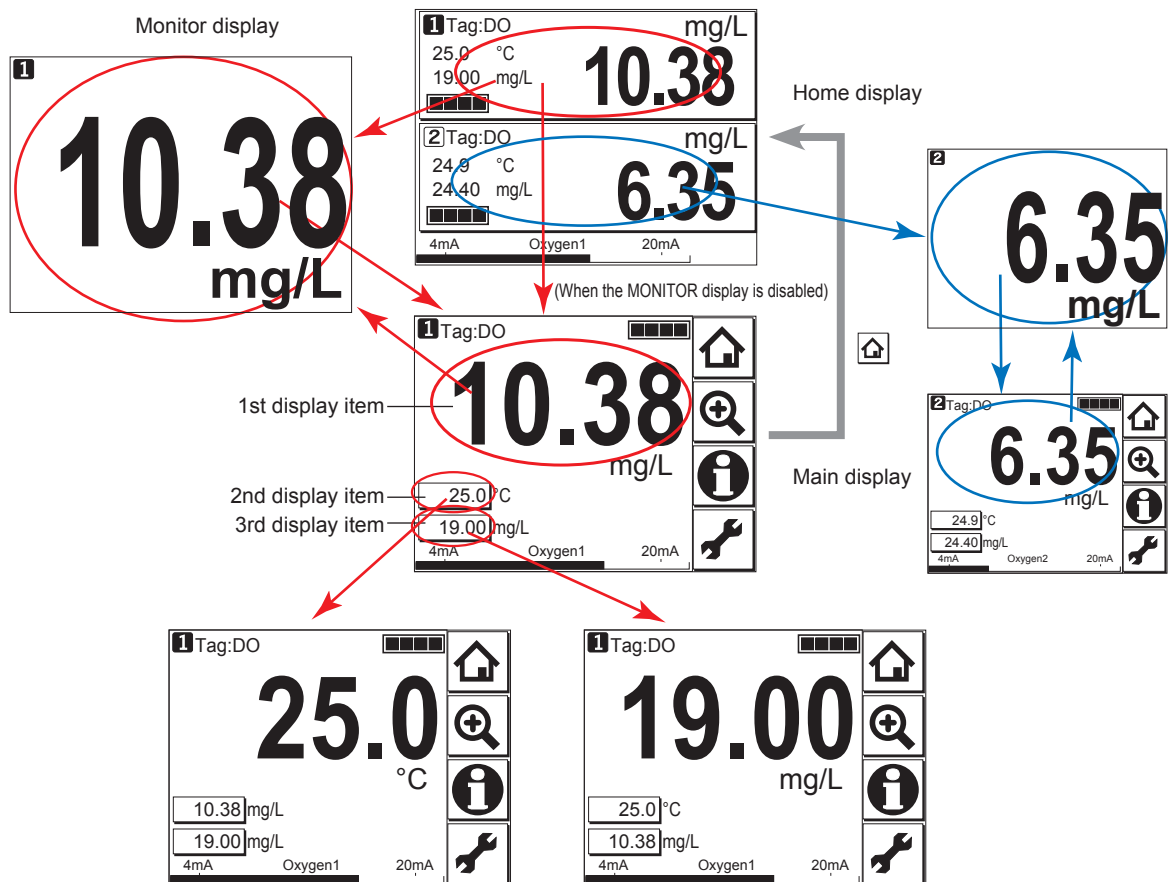 Monitor display
1
10.38
mg/L
1 Tag:DO
mg/L
25.0 °C
19.00 mg/L
10.38
2 Tag:DO
mg/L
24.9 °C
24.40 mg/L
6.35
4mA Oxygen1 20mA
Home display
2
6.35
mg/L
(When the MONITOR display is disabled)
1 Tag:DO
10.38
mg/L
1st display item
2nd display item
25.0 °C
3rd display item
19.00 mg/L
4mA Oxygen1 20mA
Main display
2 Tag:DO
6.35
mg/L
24.9 °C
24.40 mg/L
4mA Oxygen2 20mA
1 Tag:DO
25.0
°C
10.38 mg/L
19.00 mg/L
4mA Oxygen1 20mA
1 Tag:DO
19.00
mg/L
25.0 °C
10.38 mg/L
4mA Oxygen1 20mA